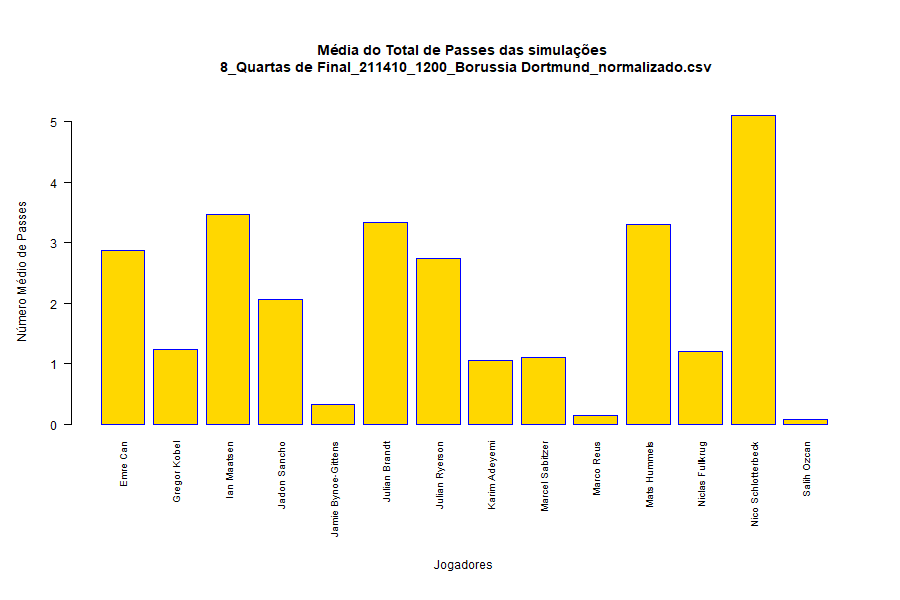 Média do Total de Passes das simulações
8_Quartas de Final_211410_1200_Borussia Dortmund_normalizado.csv
Número Médio de Passes
5
4
3
2
1
0
Emre Can
Gregor Kobel
Ian Maatsen
Jadon Sancho
Jamie Bynoe-Gittens
Julian Brandt
Julian Ryerson
Karim Adeyemi
Marcel Sabitzer
Marco Reus
Mats Hummels
Niclas Fullkrug
Nico Schlotterbeck
Salih Ozcan
Jogadores